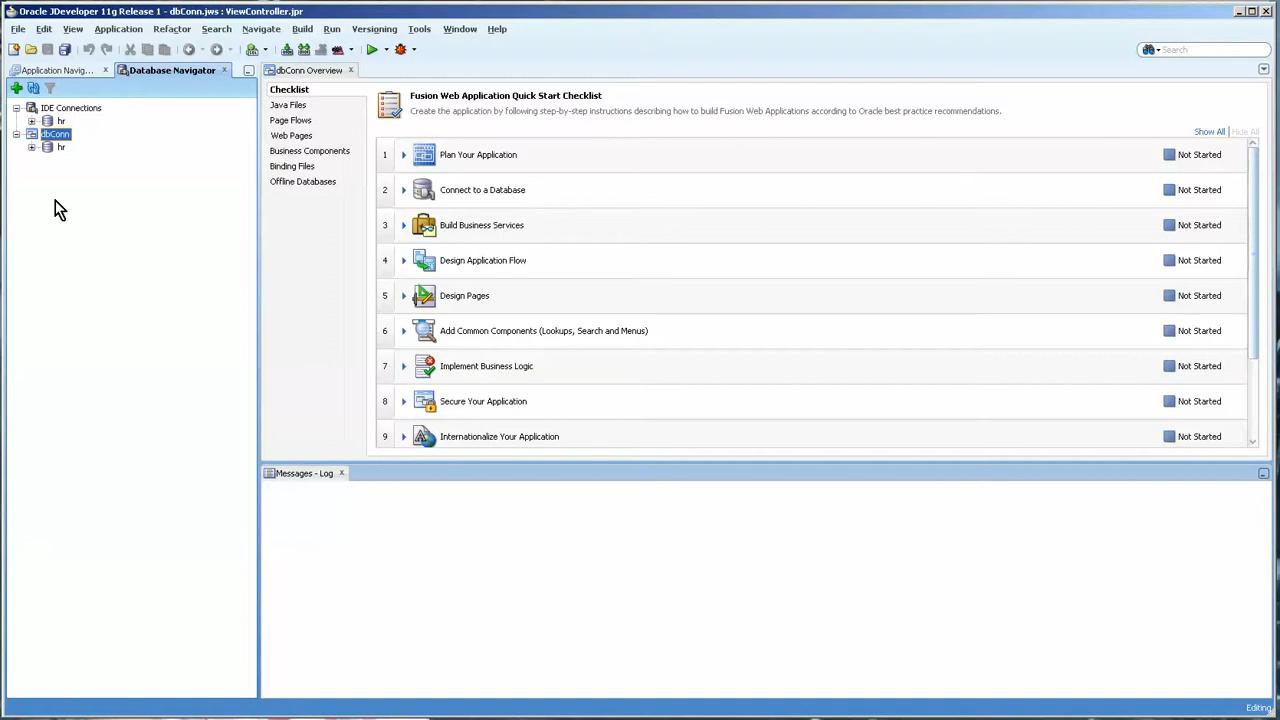 Oracle JDeveloper 11g Release 1 - dbConn.jws : ViewController.jpr
File Edit View Application Refactor Search Navigate Build Run Versioning Tools Window Help
Search
Application Navig...
Database Navigator
IDE Connections
hr
dbConn
hr
dbConn Overview
Checklist
Java Files
Page Flows
Web Pages
Business Components
Binding Files
Offline Databases
Fusion Web Application Quick Start Checklist
Create the application by following step-by-step instructions describing how to build Fusion Web Applications according to Oracle best practice recommendations.
Show All Hide All
1 Plan Your Application Not Started
2 Connect to a Database Not Started
3 Build Business Services Not Started
4 Design Application Flow Not Started
5 Design Pages Not Started
6 Add Common Components (Lookups, Search and Menus) Not Started
7 Implement Business Logic Not Started
8 Secure Your Application Not Started
9 Internationalize Your Application Not Started
Messages - Log
Editing